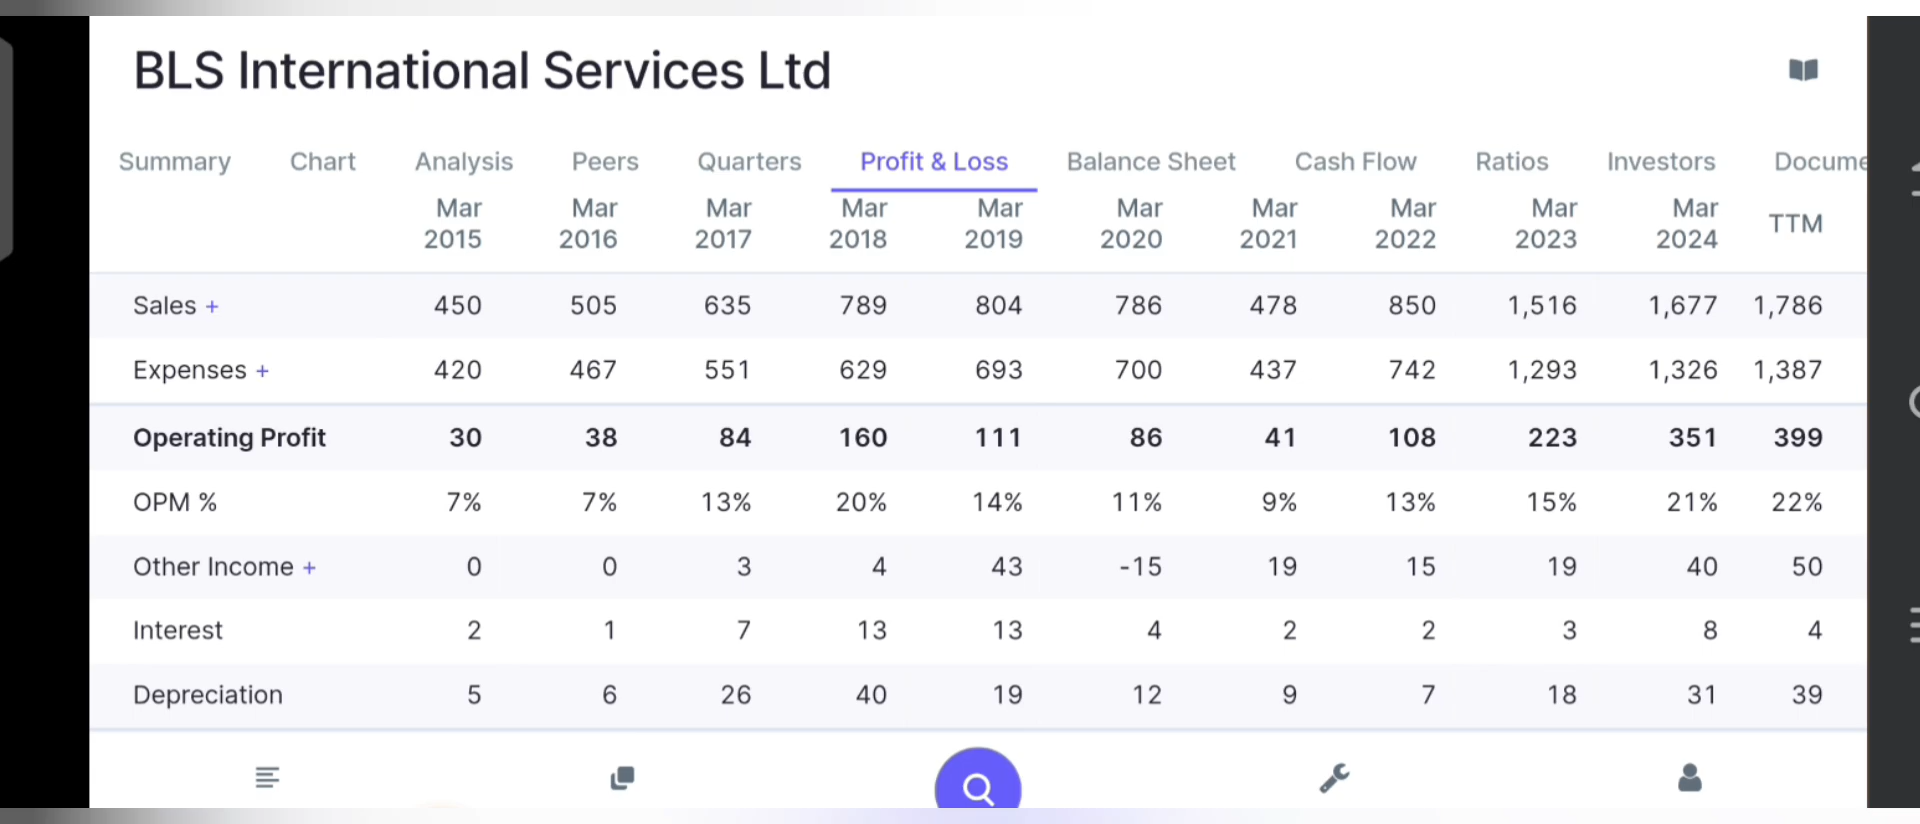 BLS International Services Ltd
Summary Chart Analysis Peers Quarters Profit & Loss Balance Sheet Cash Flow Ratios Investors Docume
Mar 2015 Mar 2016 Mar 2017 Mar 2018 Mar 2019 Mar 2020 Mar 2021 Mar 2022 Mar 2023 Mar 2024 TTM
Sales + 450 505 635 789 804 786 478 850 1,516 1,677 1,786
Expenses + 420 467 551 629 693 700 437 742 1,293 1,326 1,387
Operating Profit 30 38 84 160 111 86 41 108 223 351 399
OPM % 7% 7% 13% 20% 14% 11% 9% 13% 15% 21% 22%
Other Income + 0 0 3 4 43 -15 19 15 19 40 50
Interest 2 1 7 13 13 4 2 2 3 8 4
Depreciation 5 6 26 40 19 12 9 7 18 31 39